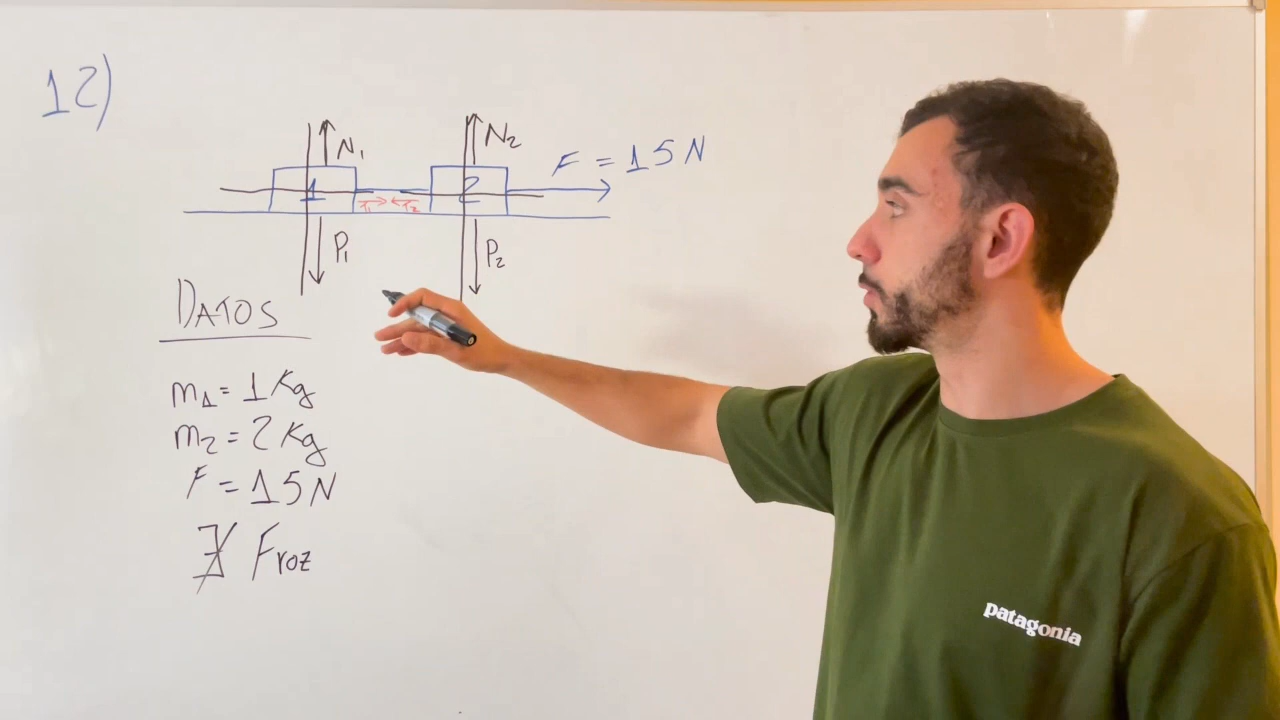 12)
N₁ N₂ F = 15 N
1 T₁ T₂ 2
P₁ P₂
DATOS
m₁ = 1 Kg
m₂ = 2 Kg
F = 15 N
∄ Froz
patagonia